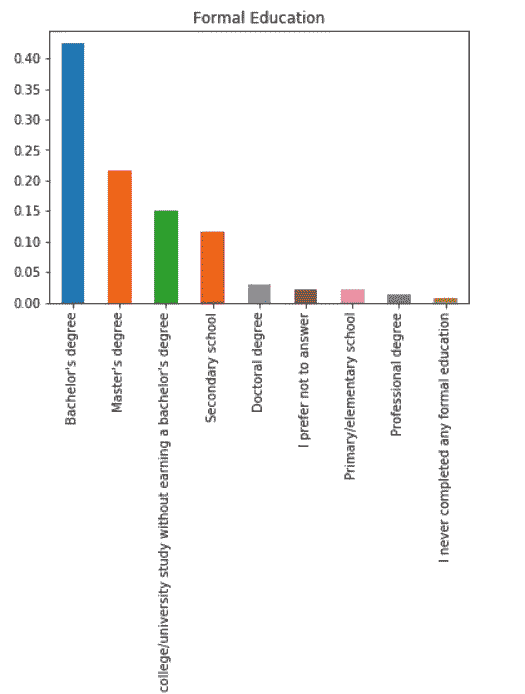 Formal Education
0.40
0.35
0.30
0.25
0.20
0.15
0.10
0.05
0.00
Bachelor's degree
Master's degree
college/university study without earning a bachelor's degree
Secondary school
Doctoral degree
I prefer not to answer
Primary/elementary school
Professional degree
I never completed any formal education